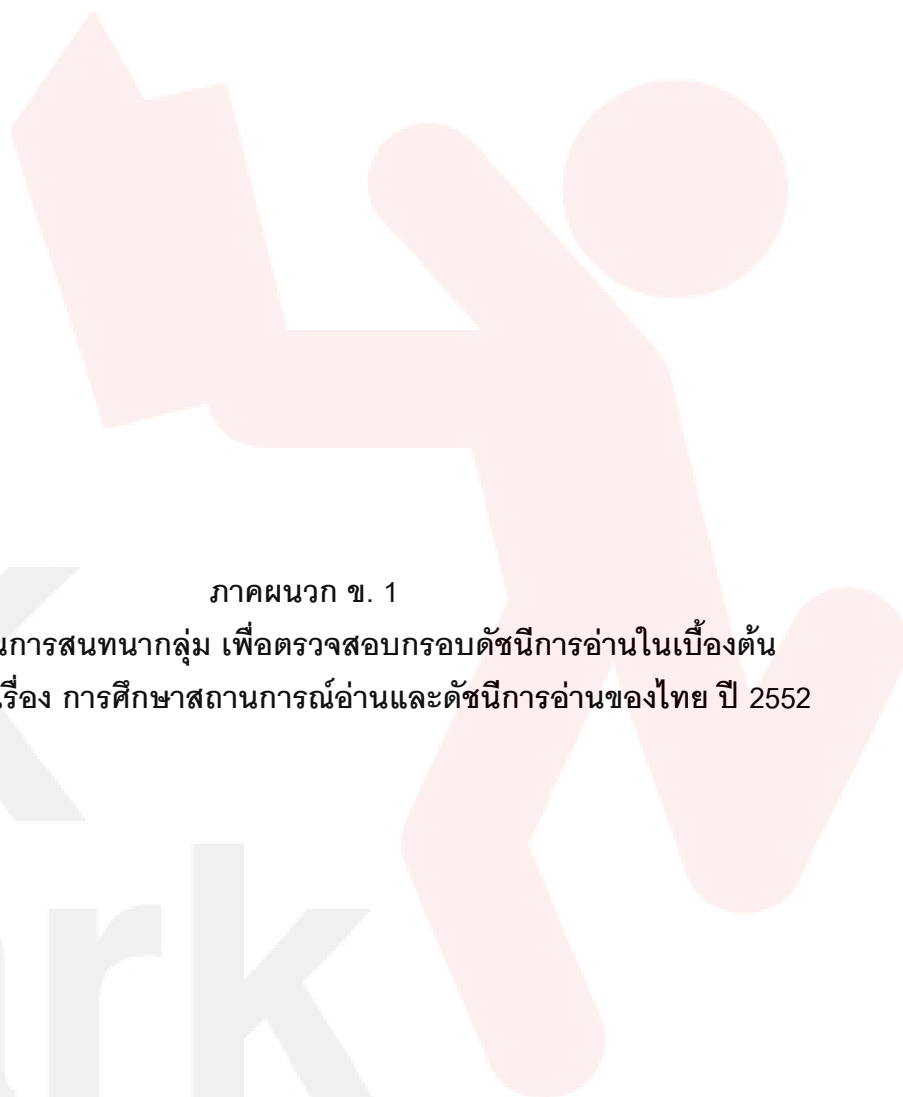 ภาคผนวก ข. 1
การสนทนากลุ่ม เพื่อตรวจสอบกรอบดัชนีการอ่านในเบื้องต้น
เรื่อง การศึกษาสถานการณ์อ่านและดัชนีการอ่านของไทย ปี 2552
k
ark